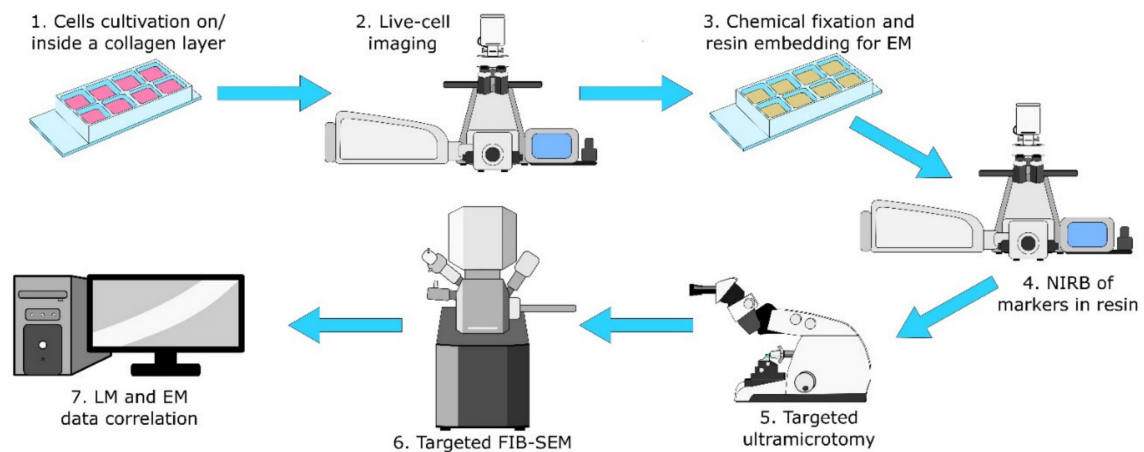 1. Cells cultivation on/
inside a collagen layer
2. Live-cell
imaging
3. Chemical fixation and
resin embedding for EM
4. NIRB of
markers in resin
5. Targeted
ultramicrotomy
6. Targeted FIB-SEM
7. LM and EM
data correlation